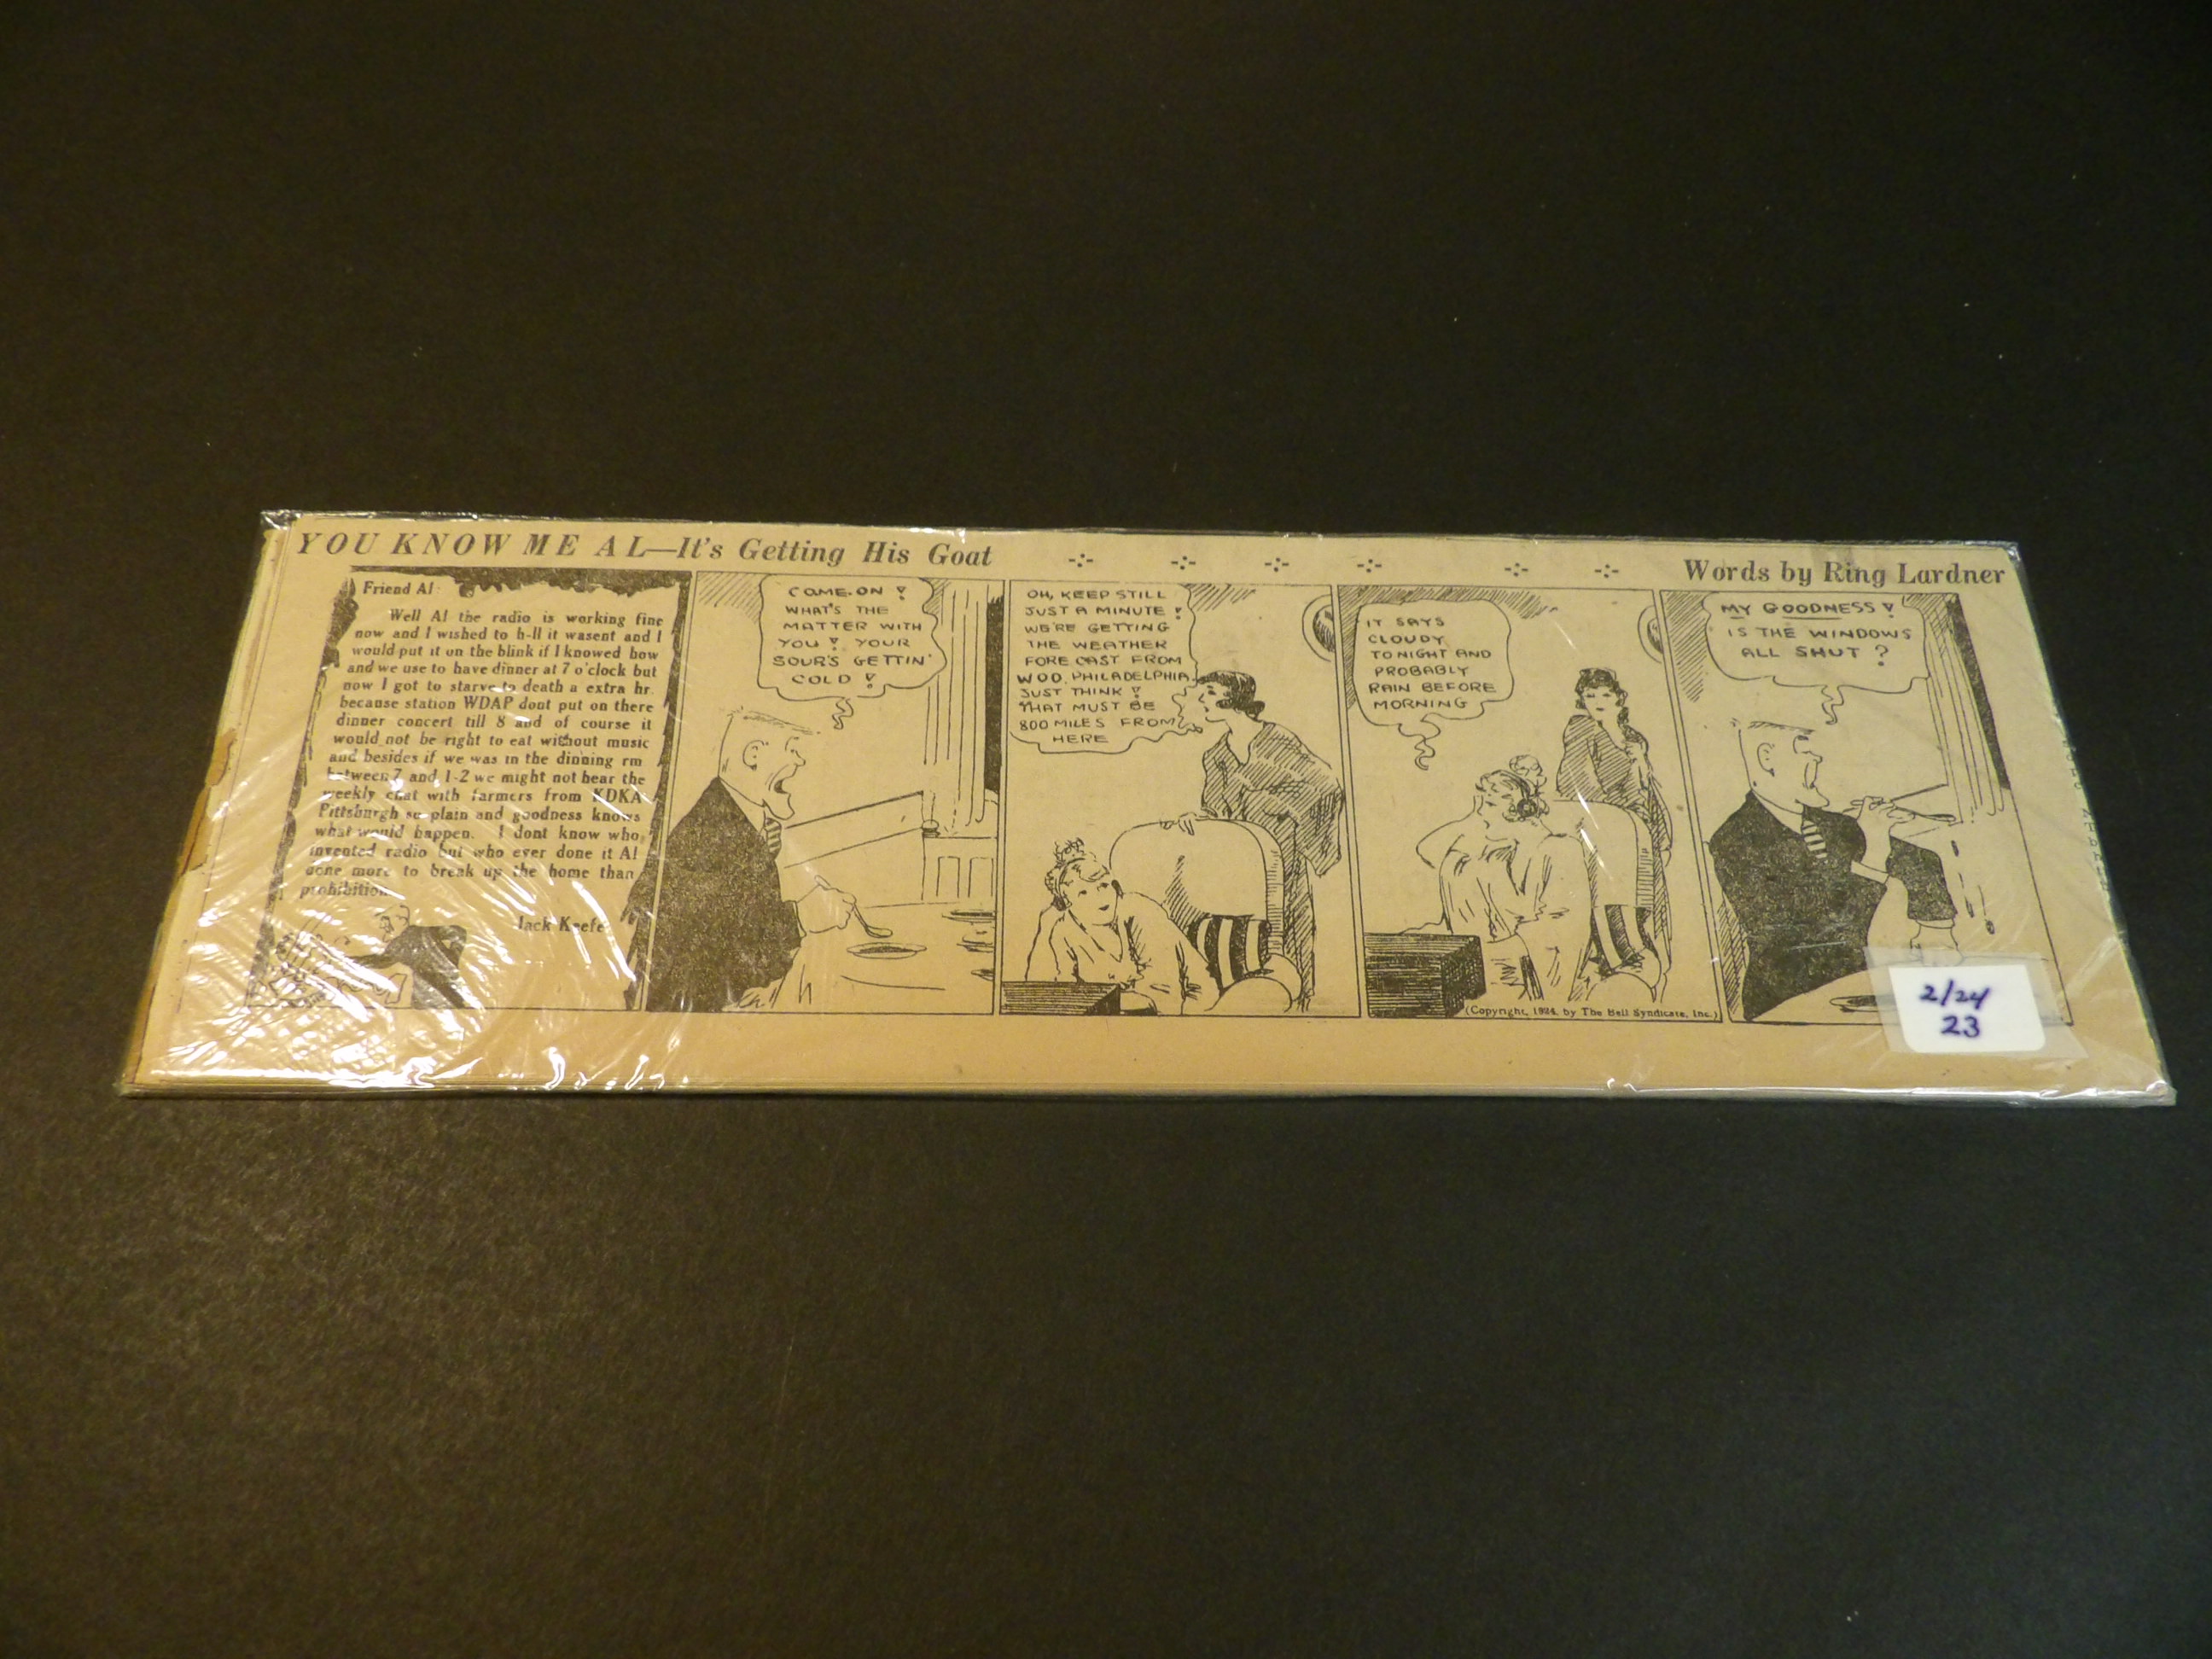 YOU KNOW ME AL—It's Getting His Goat
Words by Ring Lardner
Friend Al
Well Al the radio is working fine
now and I wished to h-ll it wasent and I
would put it on the blink if I knowed how
and we use to have dinner at 7 o'clock but
now I got to starve to death a extra hr.
because station WDAP dont put on there
dinner concert till 8 and of course it
would not be right to eat without music
and besides if we was in the dinning rm
between 7 and 1-2 we might not hear the
weekly chat with farmers from KDKA
Pittsburgh so plain and goodness knows
what would happen. I dont know who
invented radio but who ever done it Al
done more to break up the home than
prohibition
Jack Keefe
COME ON!
WHAT'S THE
MATTER WITH
YOU! YOUR
SOUR'S GETTIN'
COLD!
OH, KEEP STILL
JUST A MINUTE!
WE'RE GETTING
THE WEATHER
FORE CAST FROM
WOO. PHILADELPHIA.
JUST THINK!
THAT MUST BE
800 MILES FROM
HERE
IT SAYS
CLOUDY
TONIGHT AND
PROBABLY
RAIN BEFORE
MORNING
(Copyright, 1924, by The Bell Syndicate, Inc.)
MY GOODNESS!
IS THE WINDOWS
ALL SHUT?
2/24
23